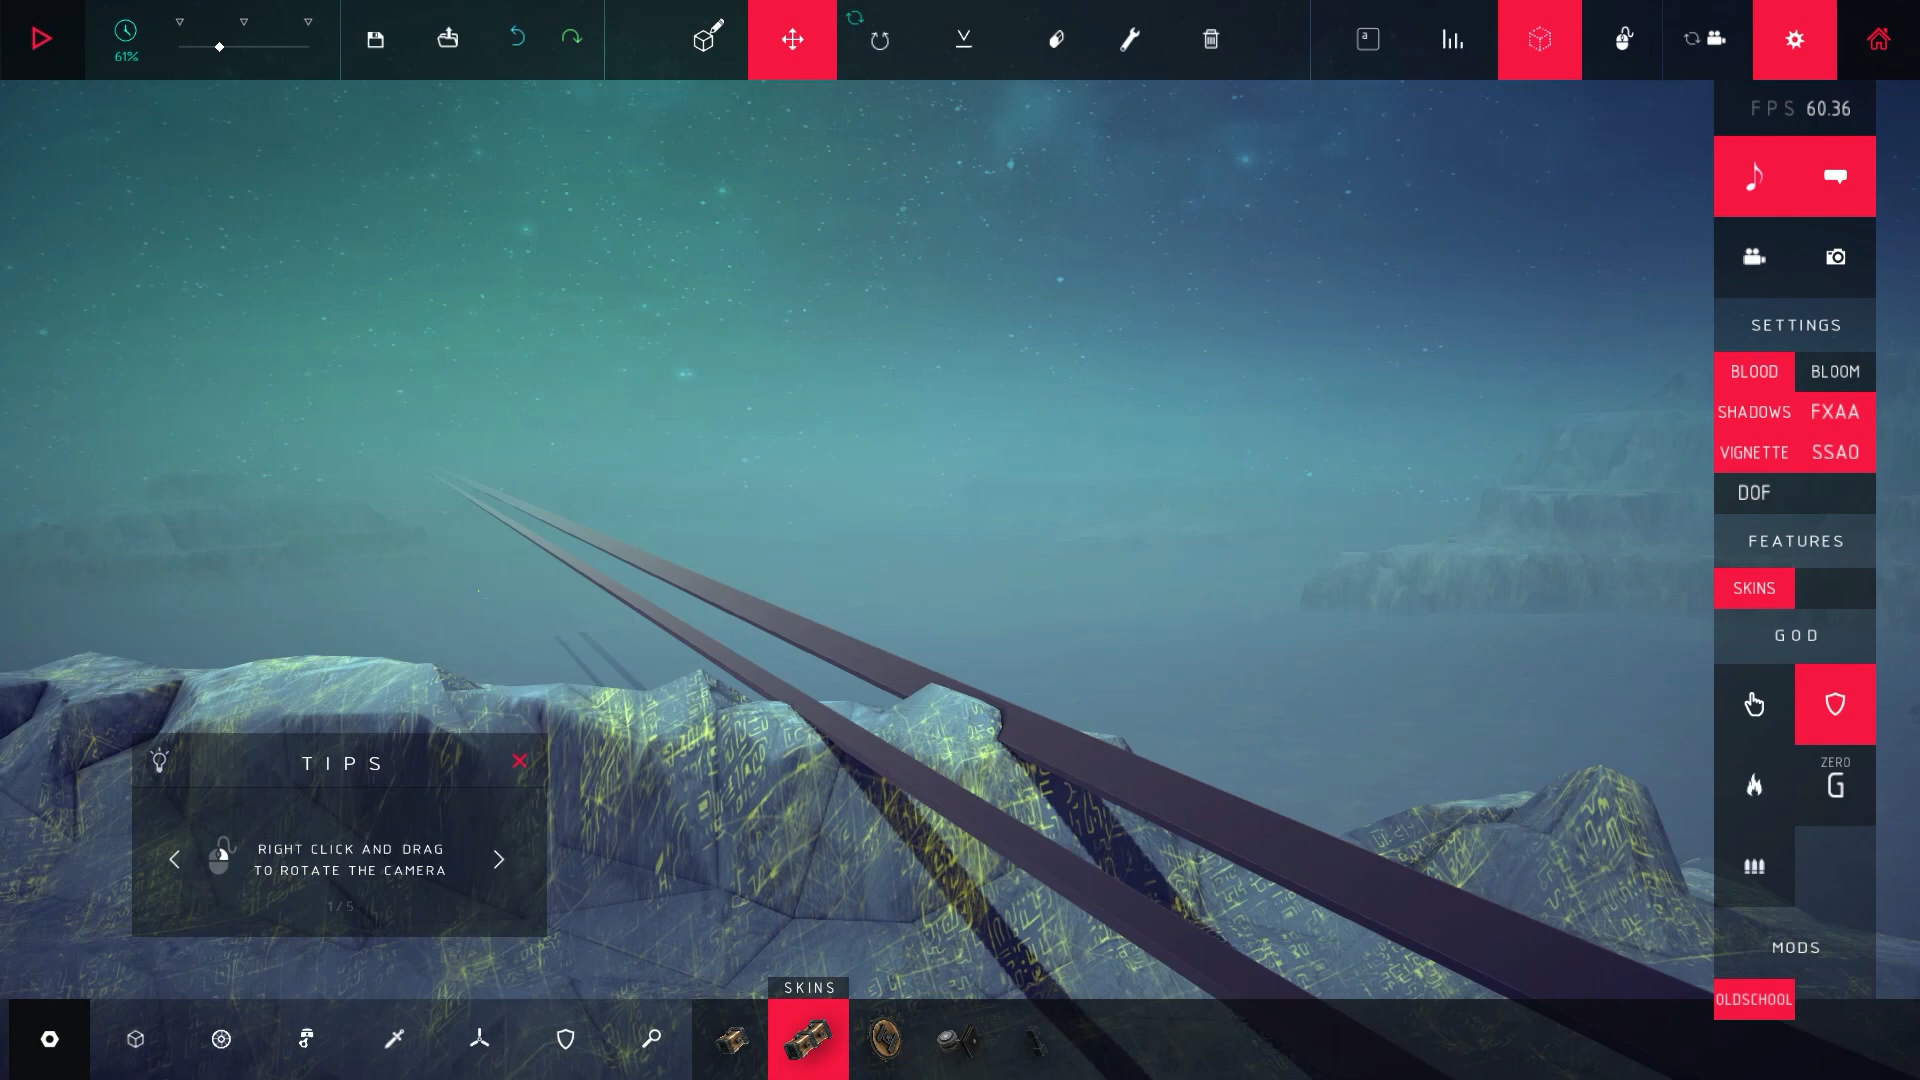 61%
a
FPS 60.36
SETTINGS
BLOOD BLOOM
SHADOWS FXAA
VIGNETTE SSAO
DOF
FEATURES
SKINS
GOD
ZERO
G
MODS
OLDSCHOOL
TIPS
RIGHT CLICK AND DRAG
TO ROTATE THE CAMERA
1/5
SKINS